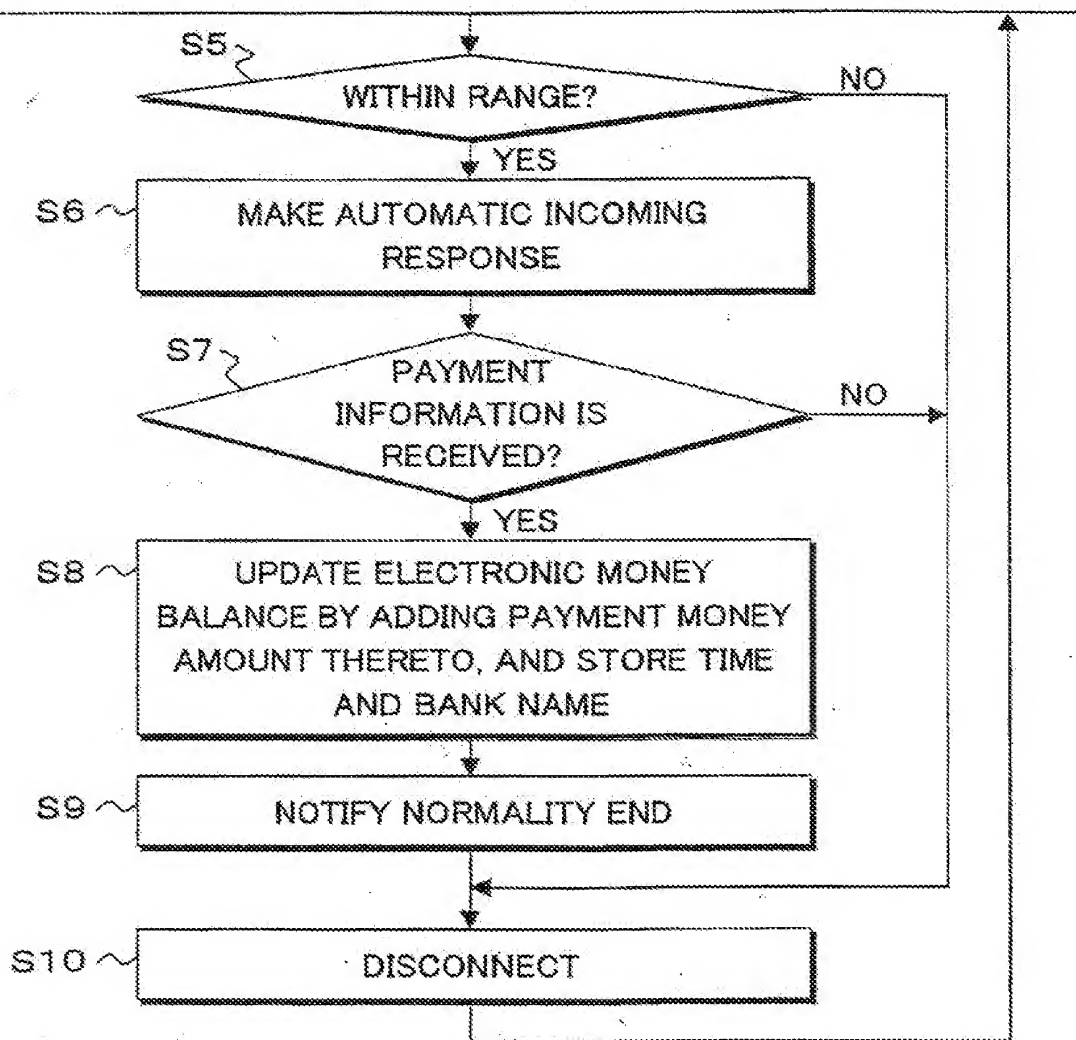 S5
WITHIN RANGE?
NO
YES
S6
MAKE AUTOMATIC INCOMING
RESPONSE
S7
PAYMENT
INFORMATION IS
RECEIVED?
NO
YES
S8
UPDATE ELECTRONIC MONEY
BALANCE BY ADDING PAYMENT MONEY
AMOUNT THERETO, AND STORE TIME
AND BANK NAME
S9
NOTIFY NORMALITY END
S10
DISCONNECT